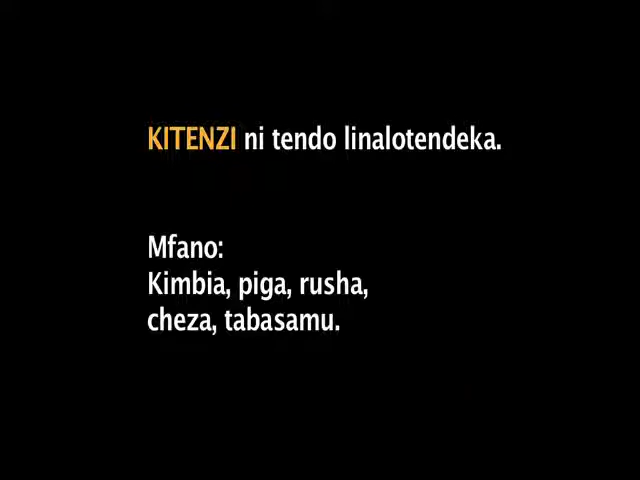 KITENZI ni tendo linalotendeka.
Mfano:
Kimbia, piga, rusha,
cheza, tabasamu.